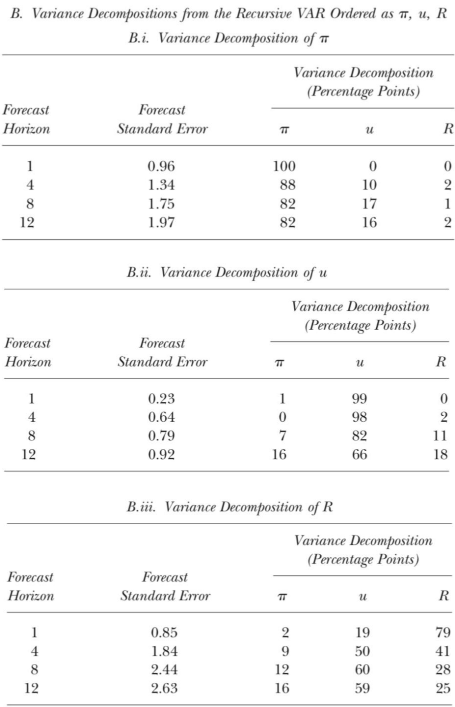 B. Variance Decompositions from the Recursive VAR Ordered as π, u, R
B.i. Variance Decomposition of π
Variance Decomposition
(Percentage Points)
Forecast Forecast
Horizon Standard Error π u R
1 0.96 100 0 0
4 1.34 88 10 2
8 1.75 82 17 1
12 1.97 82 16 2
B.ii. Variance Decomposition of u
Variance Decomposition
(Percentage Points)
Forecast Forecast
Horizon Standard Error π u R
1 0.23 1 99 0
4 0.64 0 98 2
8 0.79 7 82 11
12 0.92 16 66 18
B.iii. Variance Decomposition of R
Variance Decomposition
(Percentage Points)
Forecast Forecast
Horizon Standard Error π u R
1 0.85 2 19 79
4 1.84 9 50 41
8 2.44 12 60 28
12 2.63 16 59 25